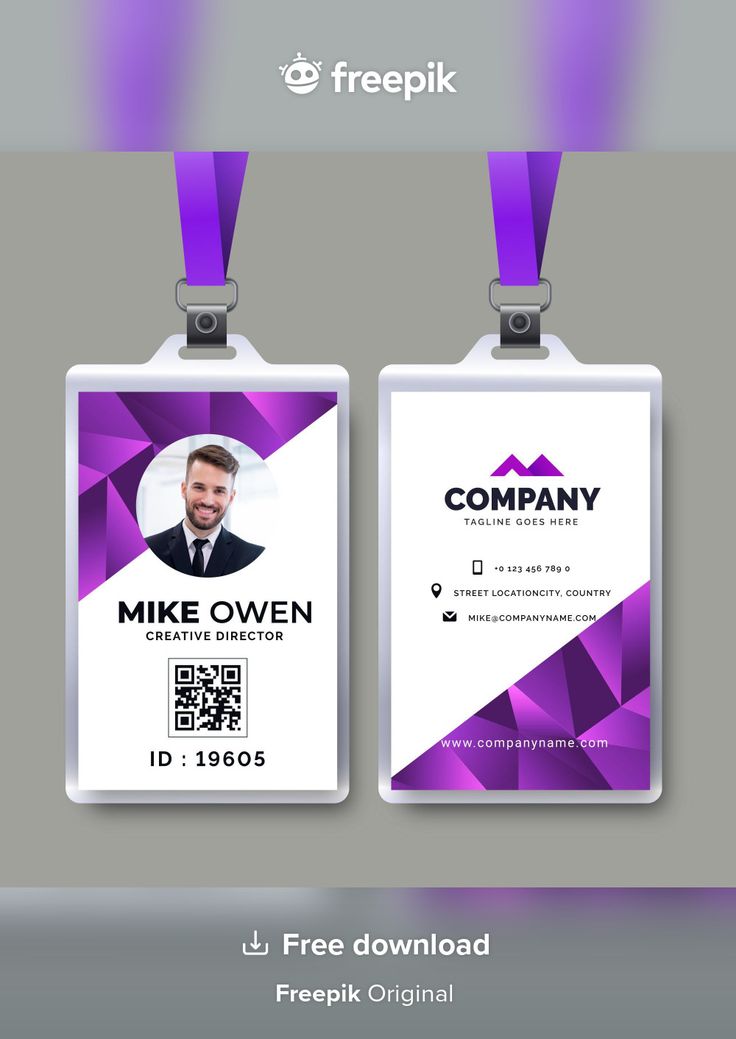 freepik
MIKE OWEN
CREATIVE DIRECTOR
ID : 19605
COMPANY
TAGLINE GOES HERE
+0 123 456 789 0
STREET LOCATIONCITY, COUNTRY
MIKE@COMPANYNAME.COM
www.companyname.com
Free download
Freepik Original